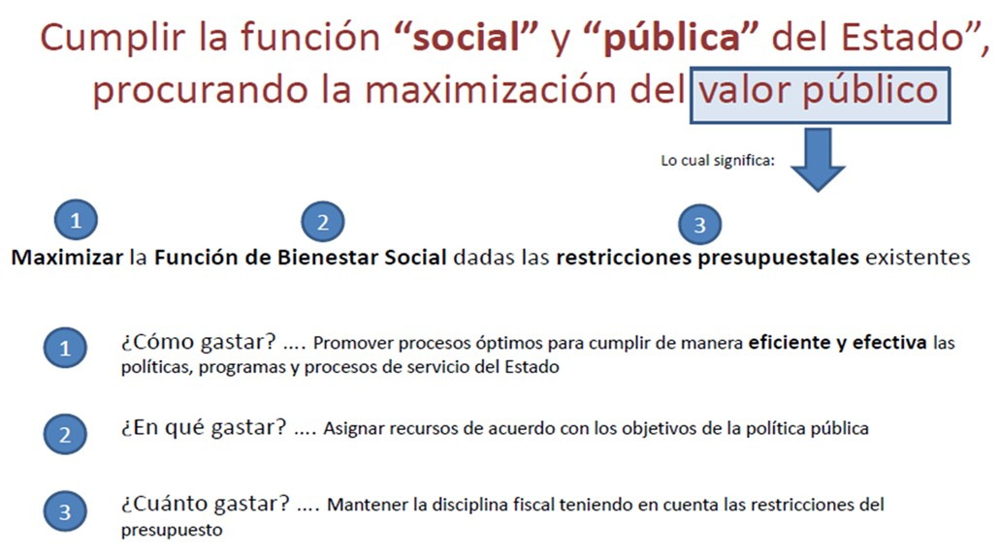 Cumplir la función “social” y “pública” del Estado”,
procurando la maximización del valor público
Lo cual significa:
1 2 3
Maximizar la Función de Bienestar Social dadas las restricciones presupuestales existentes
1 ¿Cómo gastar? .... Promover procesos óptimos para cumplir de manera eficiente y efectiva las
políticas, programas y procesos de servicio del Estado
2 ¿En qué gastar? .... Asignar recursos de acuerdo con los objetivos de la política pública
3 ¿Cuánto gastar? .... Mantener la disciplina fiscal teniendo en cuenta las restricciones del
presupuesto